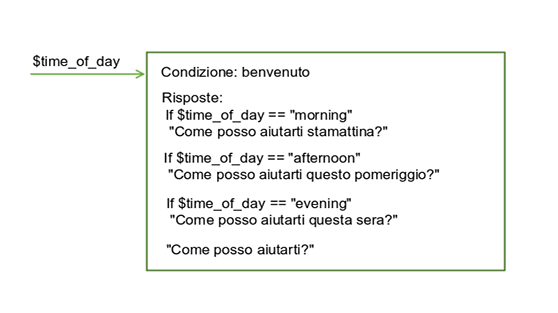 $time_of_day
Condizione: benvenuto
Risposte:
If $time_of_day == "morning"
"Come posso aiutarti stamattina?"
If $time_of_day == "afternoon"
"Come posso aiutarti questo pomeriggio?"
If $time_of_day == "evening"
"Come posso aiutarti questa sera?"
"Come posso aiutarti?"